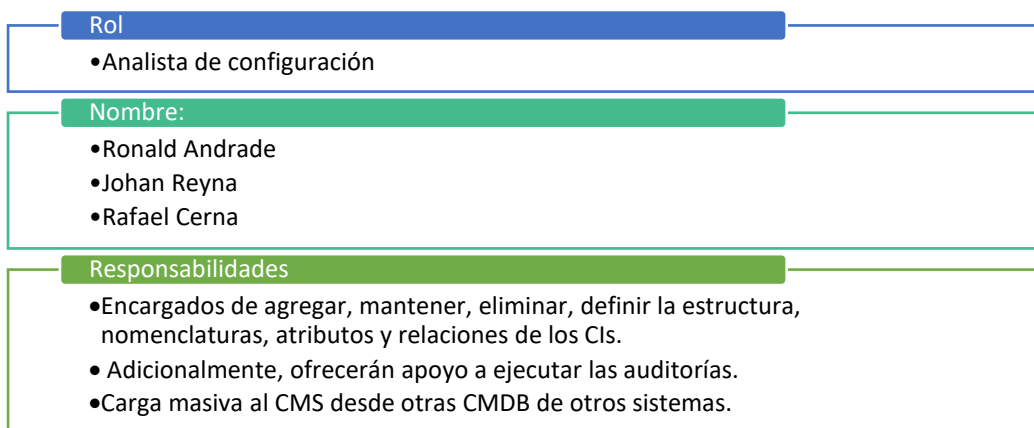 Rol
•Analista de configuración
Nombre:
•Ronald Andrade
•Johan Reyna
•Rafael Cerna
Responsabilidades
•Encargados de agregar, mantener, eliminar, definir la estructura,
nomenclaturas, atributos y relaciones de los CIs.
• Adicionalmente, ofrecerán apoyo a ejecutar las auditorías.
•Carga masiva al CMS desde otras CMDB de otros sistemas.